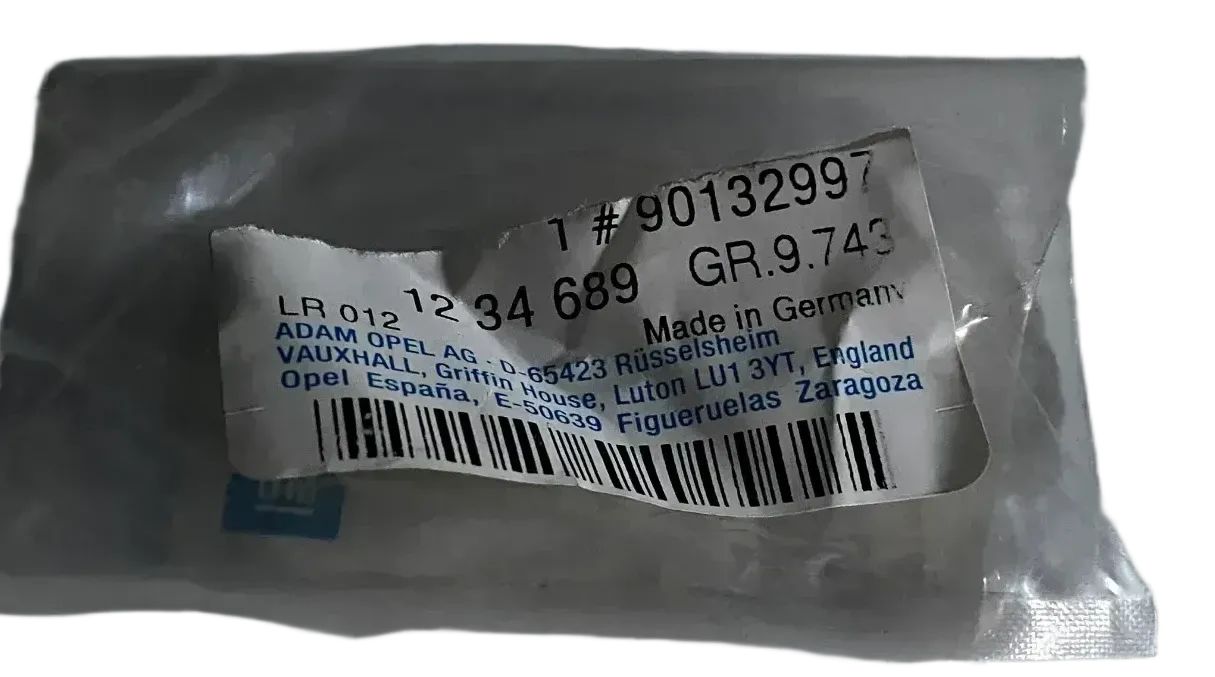 1 # 90132997
12 34 689 GR.9.743
LR 012 Made in Germany
ADAM OPEL AG - D-65423 Rüsselsheim
VAUXHALL, Griffin House, Luton LU1 3YT, England
Opel España, E-50639 Figueruelas Zaragoza
GM